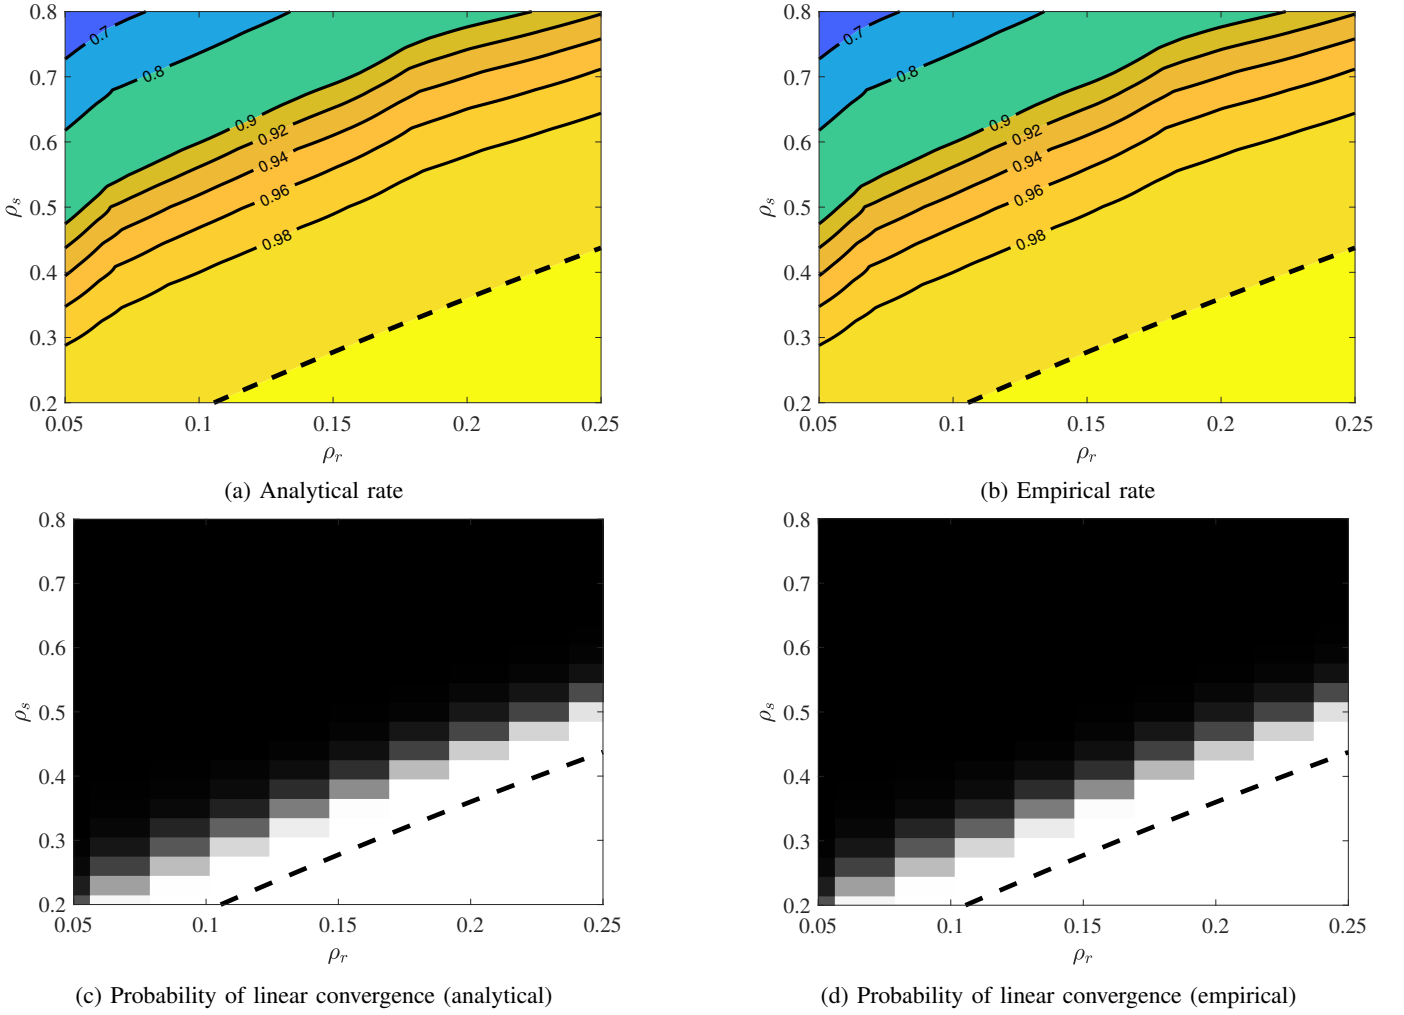 0.8
0.7
0.6
0.5
0.4
0.3
0.2
ρs
0.7
0.8
0.9
0.92
0.94
0.96
0.98
0.05 0.1 0.15 0.2 0.25
ρr
(a) Analytical rate
0.8
0.7
0.6
0.5
0.4
0.3
0.2
ρs
0.7
0.8
0.9
0.92
0.94
0.96
0.98
0.05 0.1 0.15 0.2 0.25
ρr
(b) Empirical rate
0.8
0.7
0.6
0.5
0.4
0.3
0.2
ρs
0.05 0.1 0.15 0.2 0.25
ρr
(c) Probability of linear convergence (analytical)
0.8
0.7
0.6
0.5
0.4
0.3
0.2
ρs
0.05 0.1 0.15 0.2 0.25
ρr
(d) Probability of linear convergence (empirical)